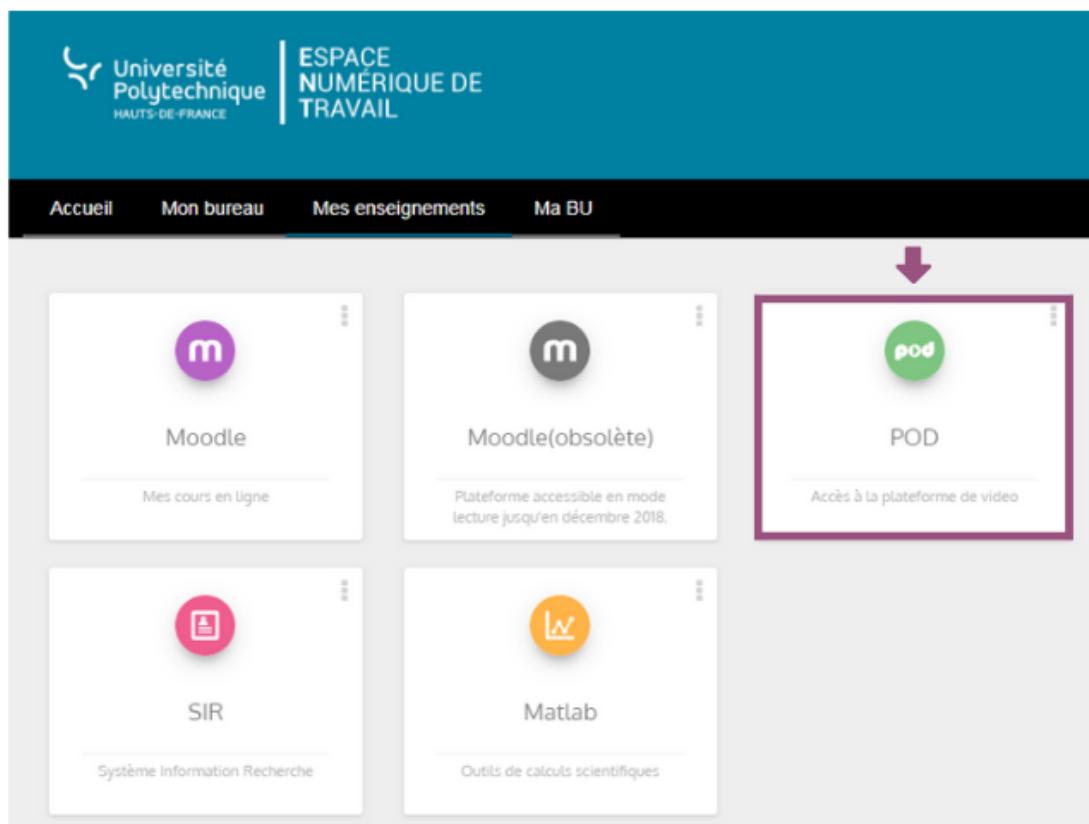 Université
Polytechnique
HAUTS-DE-FRANCE
ESPACE
NUMÉRIQUE DE
TRAVAIL
Accueil Mon bureau Mes enseignements Ma BU
m
Moodle
Mes cours en ligne
m
Moodle(obsolète)
Plateforme accessible en mode
lecture jusqu'en décembre 2018.
pod
POD
Accès à la plateforme de video
SIR
Système Information Recherche
Matlab
Outils de calculs scientifiques